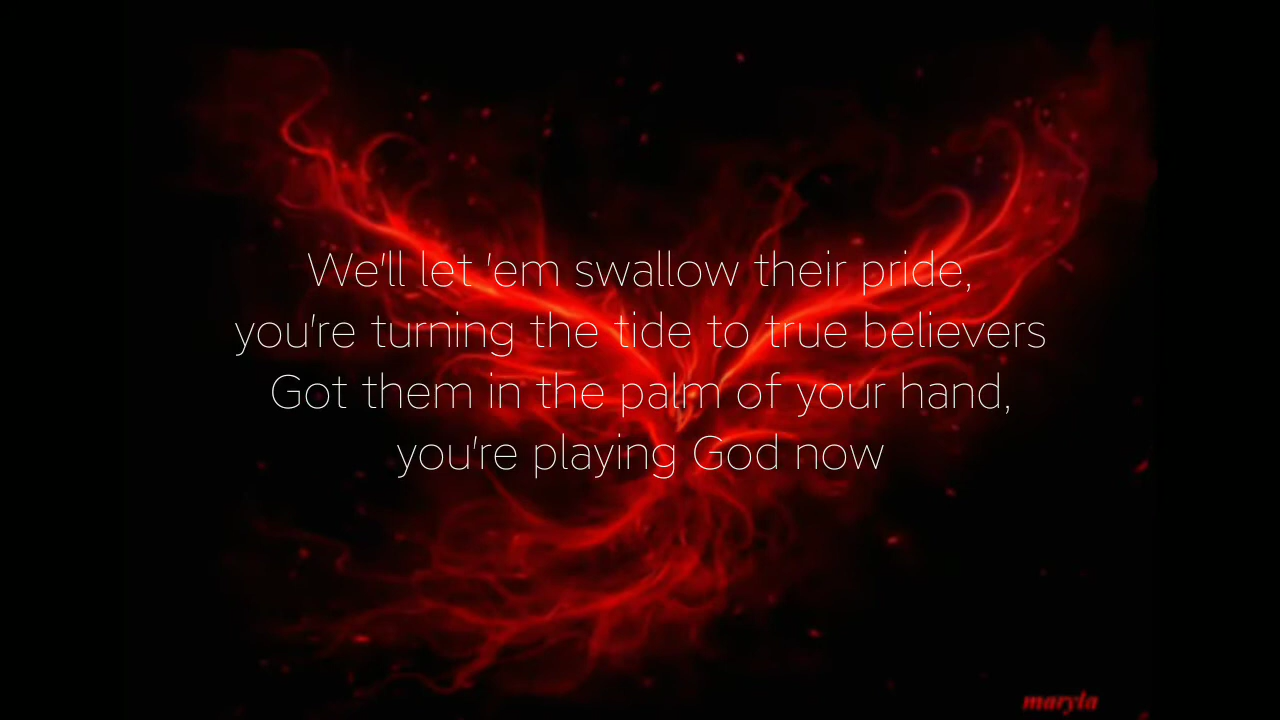 We'll let 'em swallow their pride,
you're turning the tide to true believers
Got them in the palm of your hand,
you're playing God now
maryla